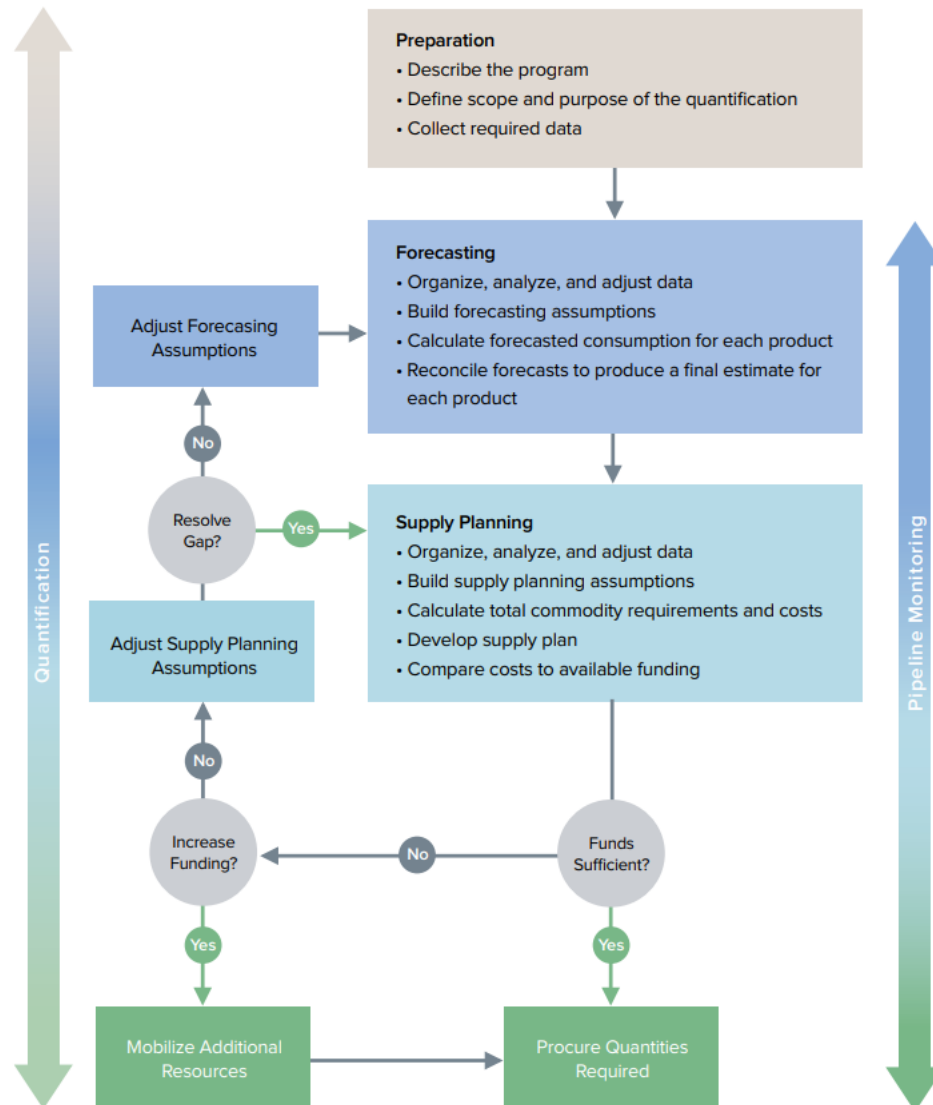 Preparation
• Describe the program
• Define scope and purpose of the quantification
• Collect required data
Forecasting
• Organize, analyze, and adjust data
• Build forecasting assumptions
• Calculate forecasted consumption for each product
• Reconcile forecasts to produce a final estimate for
each product
Adjust Forecasing
Assumptions
No
Resolve
Gap?
Yes
Supply Planning
• Organize, analyze, and adjust data
• Build supply planning assumptions
• Calculate total commodity requirements and costs
• Develop supply plan
• Compare costs to available funding
Adjust Supply Planning
Assumptions
No
Increase
Funding?
No
Funds
Sufficient?
Yes
Yes
Mobilize Additional
Resources
Procure Quantities
Required
Quantification
Pipeline Monitoring